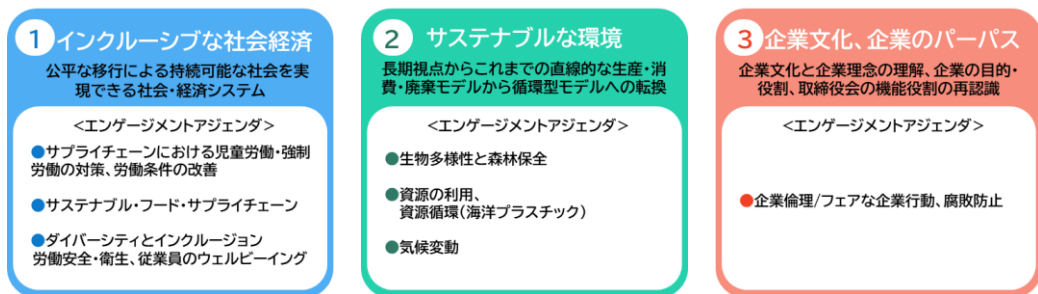 1 インクルーシブな社会経済
公平な移行による持続可能な社会を実
現できる社会・経済システム
<エンゲージメントアジェンダ>
●サプライチェーンにおける児童労働・強制
労働の対策、労働条件の改善
●サステナブル・フード・サプライチェーン
●ダイバーシティとインクルージョン
労働安全・衛生、従業員のウェルビーイング
2 サステナブルな環境
長期視点からこれまでの直線的な生産・消
費・廃棄モデルから循環型モデルへの転換
<エンゲージメントアジェンダ>
●生物多様性と森林保全
●資源の利用、
資源循環(海洋プラスチック)
●気候変動
3 企業文化、企業のパーパス
企業文化と企業理念の理解、企業の目的・
役割、取締役会の機能役割の再認識
<エンゲージメントアジェンダ>
●企業倫理/フェアな企業行動、腐敗防止